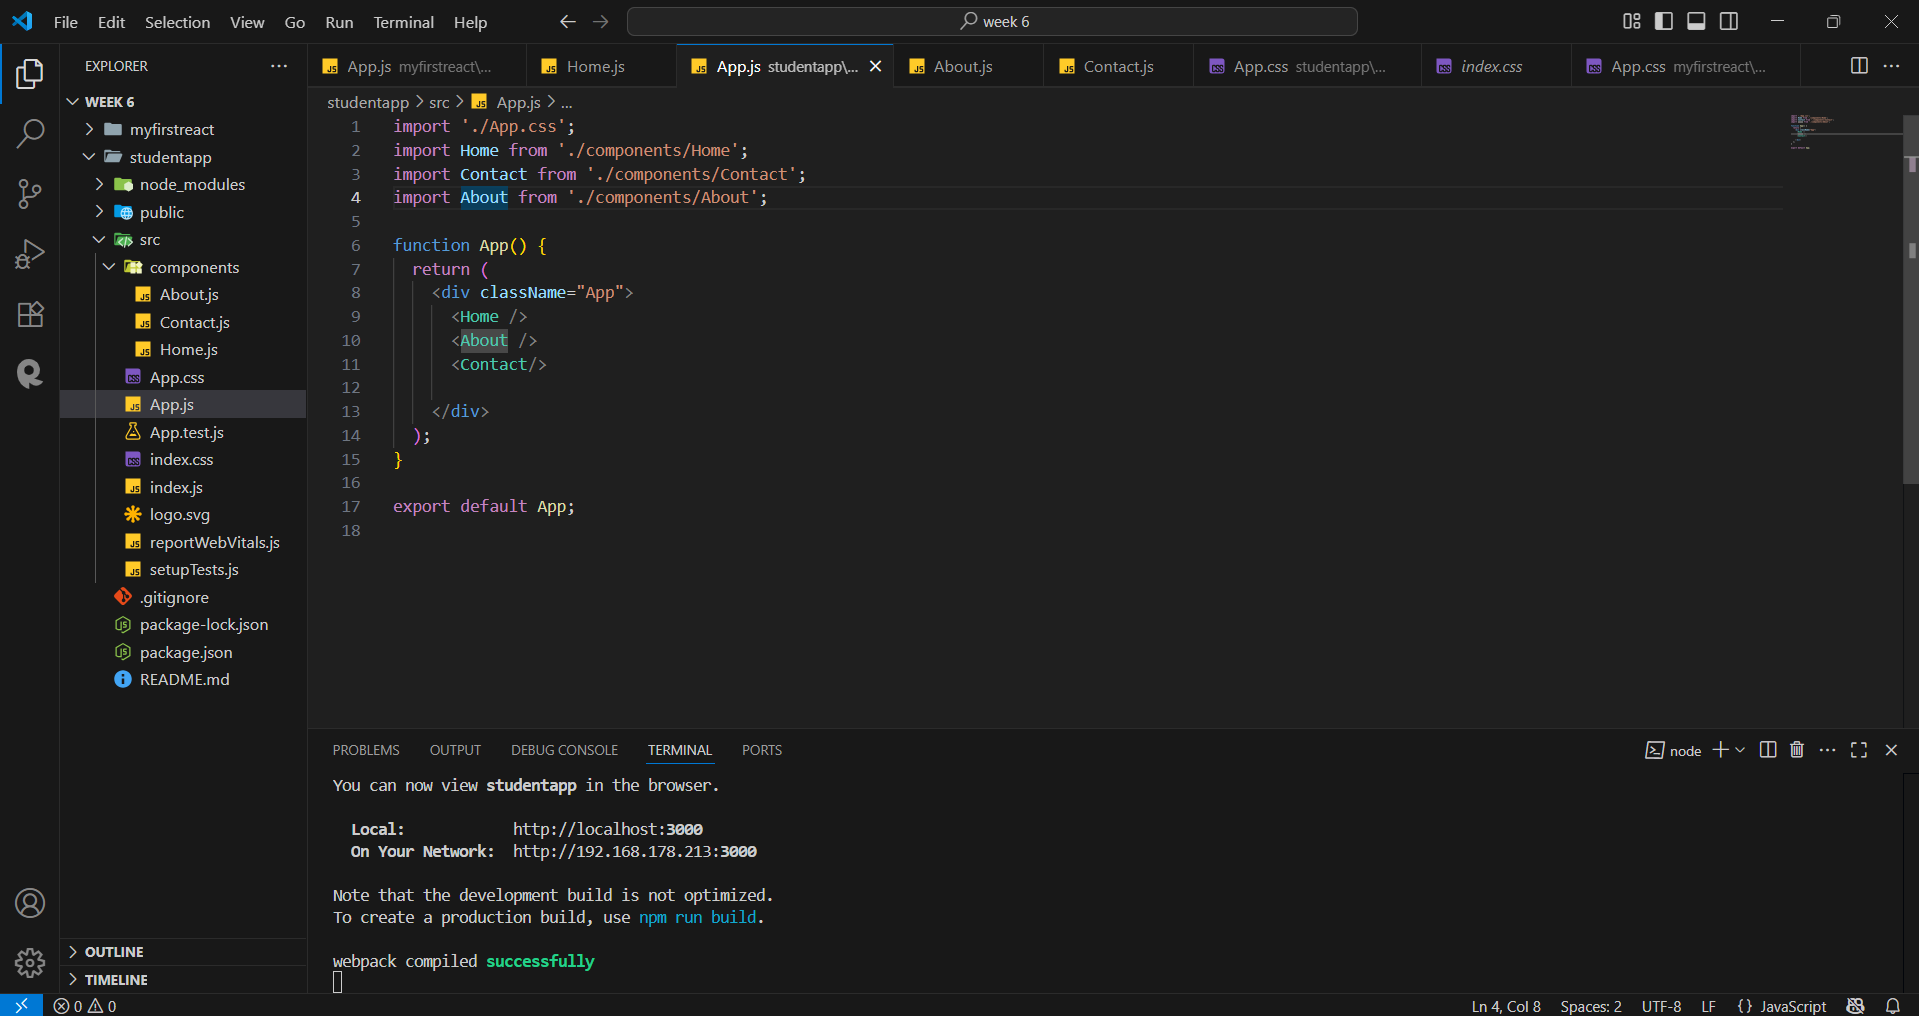 File Edit Selection View Go Run Terminal Help
week 6
EXPLORER
WEEK 6
myfirstreact
studentapp
node_modules
public
src
components
About.js
Contact.js
Home.js
App.css
App.js
App.test.js
index.css
index.js
logo.svg
reportWebVitals.js
setupTests.js
.gitignore
package-lock.json
package.json
README.md
OUTLINE
TIMELINE
App.js myfirstreact\...
Home.js
App.js studentapp\...
About.js
Contact.js
App.css studentapp\...
index.css
App.css myfirstreact\...
studentapp > src > App.js > ...
1 import './App.css';
2 import Home from './components/Home';
3 import Contact from './components/Contact';
4 import About from './components/About';
5
6 function App() {
7 return (
8 <div className="App">
9 <Home />
10 <About />
11 <Contact/>
12
13 </div>
14 );
15 }
16
17 export default App;
18
PROBLEMS OUTPUT DEBUG CONSOLE TERMINAL PORTS
node
You can now view studentapp in the browser.
Local: http://localhost:3000
On Your Network: http://192.168.178.213:3000
Note that the development build is not optimized.
To create a production build, use npm run build.
webpack compiled successfully
0 0
Ln 4, Col 8 Spaces: 2 UTF-8 LF {} JavaScript